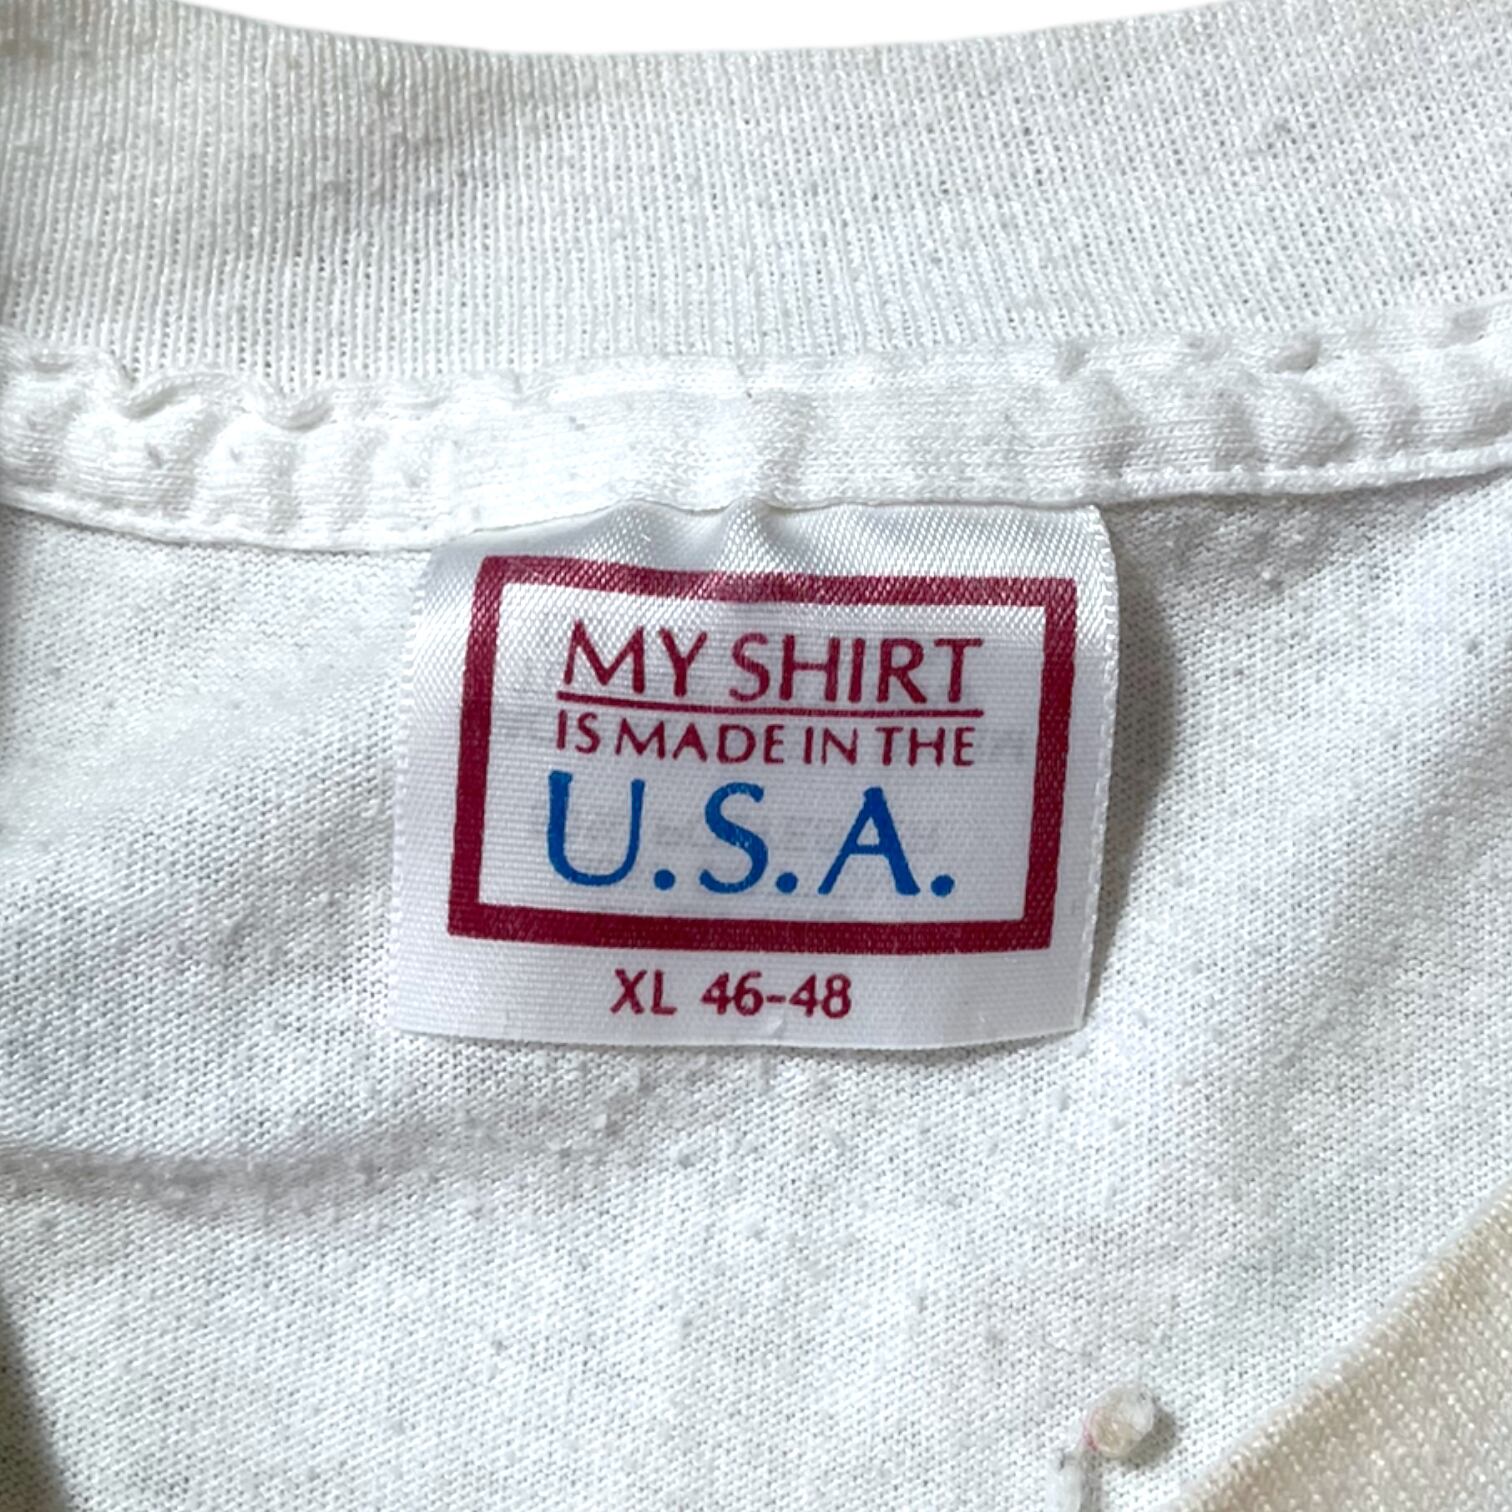 MY SHIRT
IS MADE IN THE
U.S.A.
XL 46-48